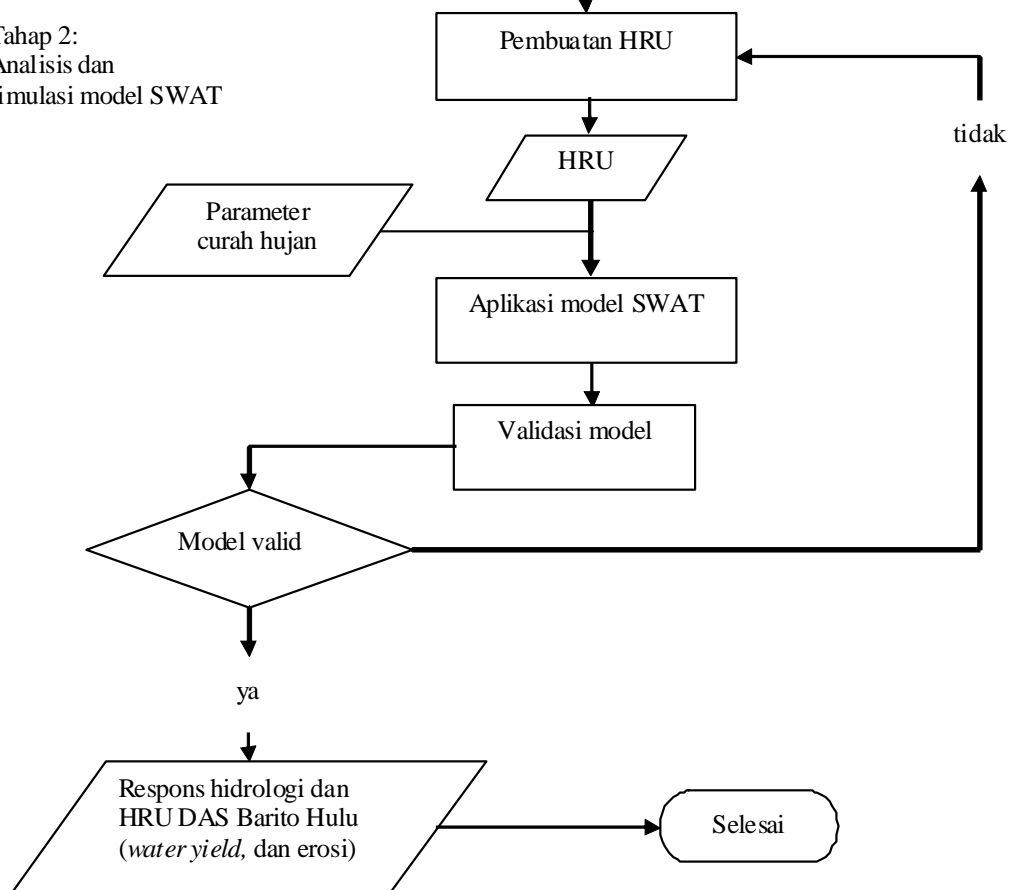 Tahap 2:
Analisis dan
simulasi model SWAT
Pembuatan HRU
tidak
HRU
Parameter
curah hujan
Aplikasi model SWAT
Validasi model
Model valid
ya
Respons hidrologi dan
HRU DAS Barito Hulu
(water yield, dan erosi)
Selesai